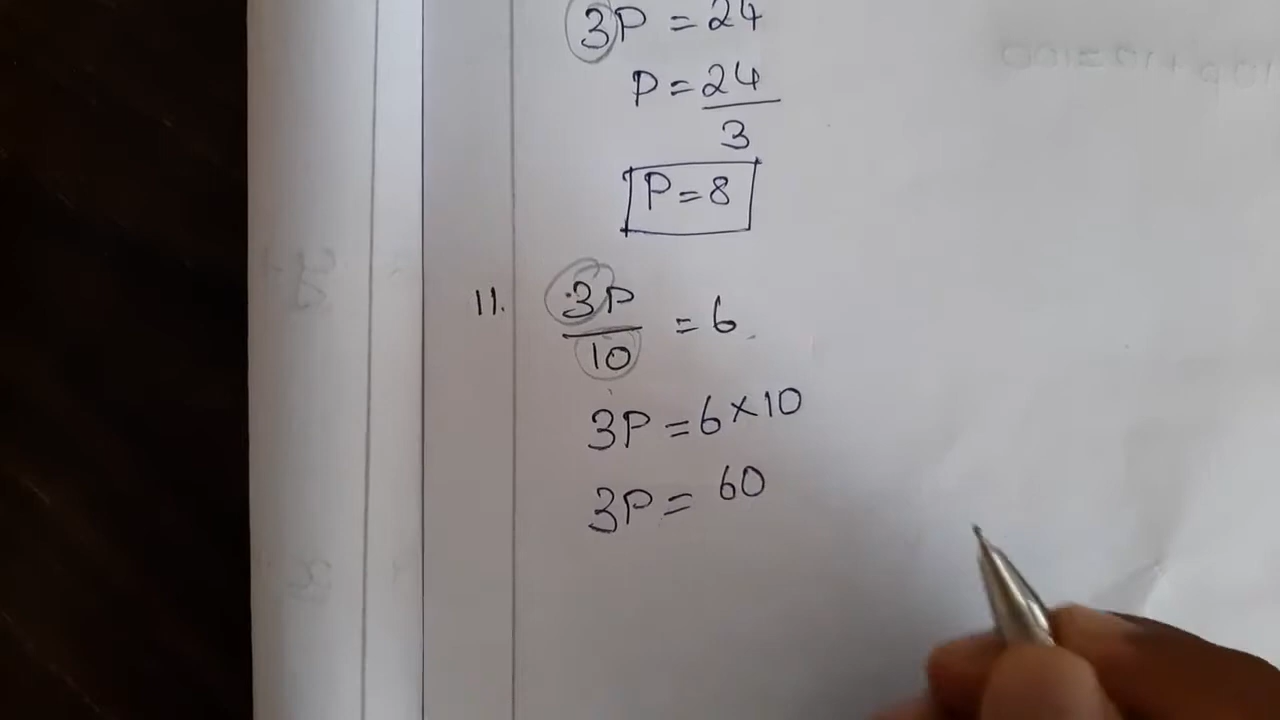 3P = 24
P = 24/3
P = 8
11. 3P/10 = 6
3P = 6 × 10
3P = 60